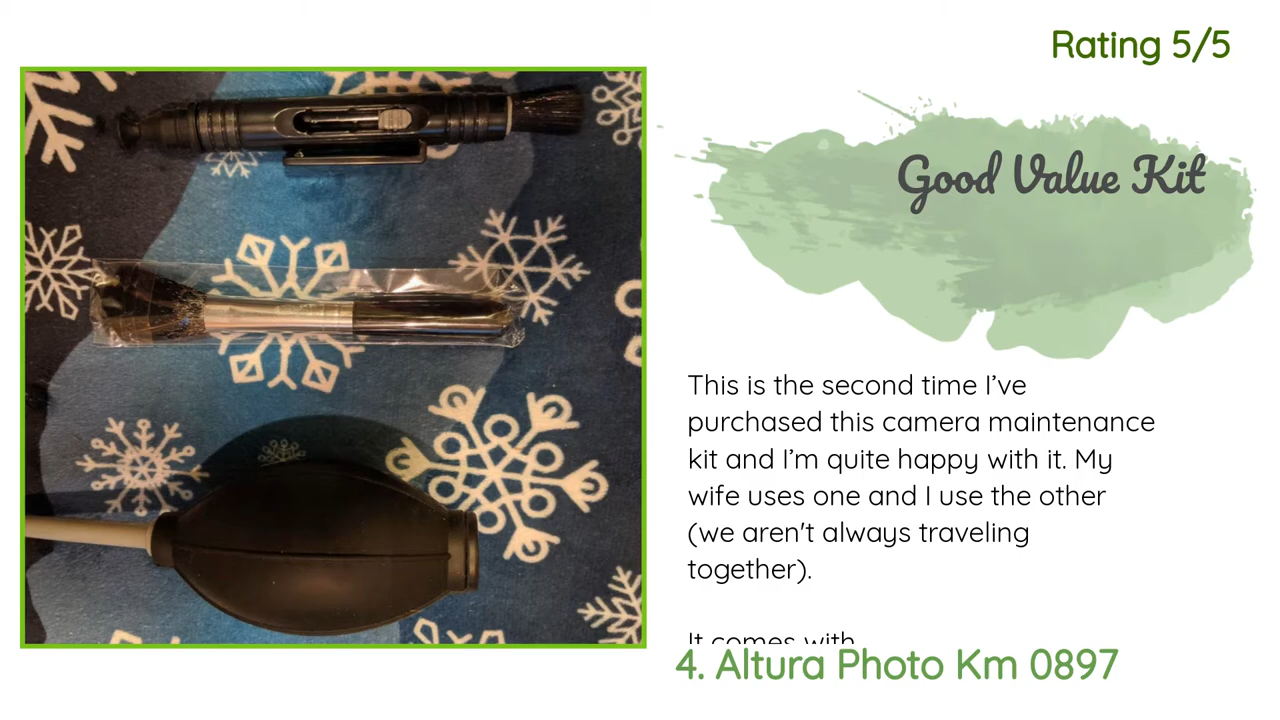 Rating 5/5
Good Value Kit
This is the second time I’ve
purchased this camera maintenance
kit and I’m quite happy with it. My
wife uses one and I use the other
(we aren't always traveling
together).
It comes with
4. Altura Photo Km 0897